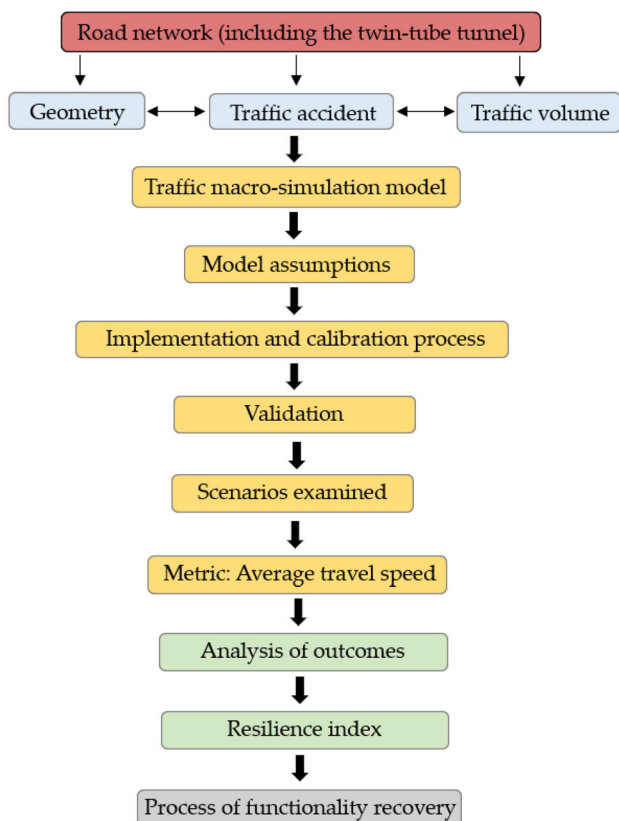 Road network (including the twin-tube tunnel)
Geometry
Traffic accident
Traffic volume
Traffic macro-simulation model
Model assumptions
Implementation and calibration process
Validation
Scenarios examined
Metric: Average travel speed
Analysis of outcomes
Resilience index
Process of functionality recovery